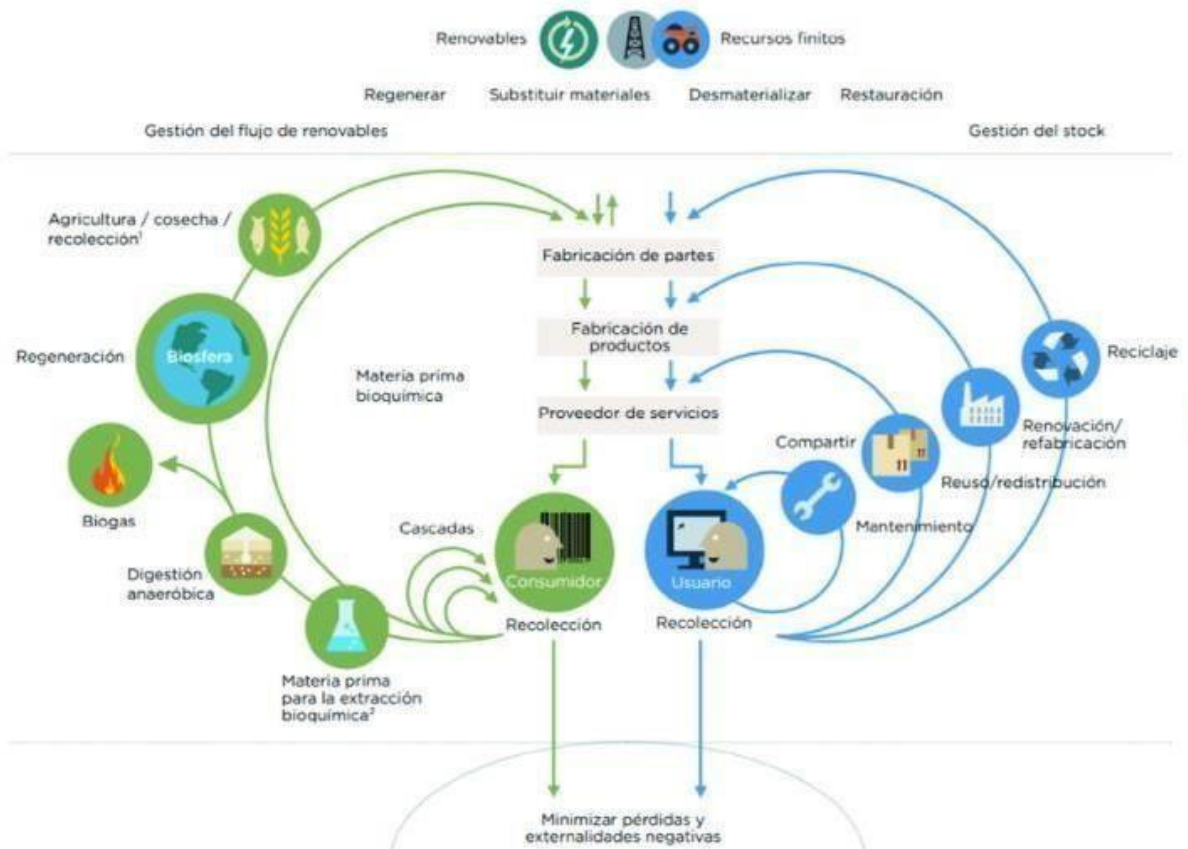 Renovables
Recursos finitos
Regenerar
Substituir materiales
Desmaterializar
Restauración
Gestión del flujo de renovables
Gestión del stock
Agricultura / cosecha /
recolección¹
Fabricación de partes
Regeneración
Biosfera
Fabricación de
productos
Reciclaje
Materia prima
bioquímica
Proveedor de servicios
Compartir
Renovación/
refabricación
Reuso/redistribución
Biogas
Cascadas
Mantenimiento
Digestión
anaeróbica
Consumidor
Usuario
Recolección
Recolección
Materia prima
para la extracción
bioquímica²
Minimizar pérdidas y
externalidades negativas